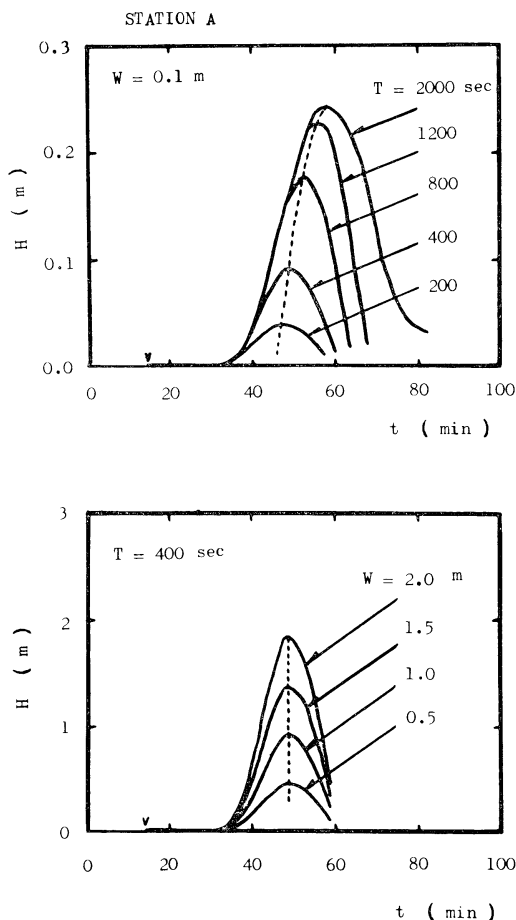 STATION A
0.3
W = 0.1 m
T = 2000 sec
1200
0.2
800
H ( m )
400
0.1
200
v
0.0
0 20 40 60 80 100
t ( min )
3
T = 400 sec
W = 2.0 m
2
1.5
H ( m )
1.0
1
0.5
v
0
0 20 40 60 80 100
t ( min )